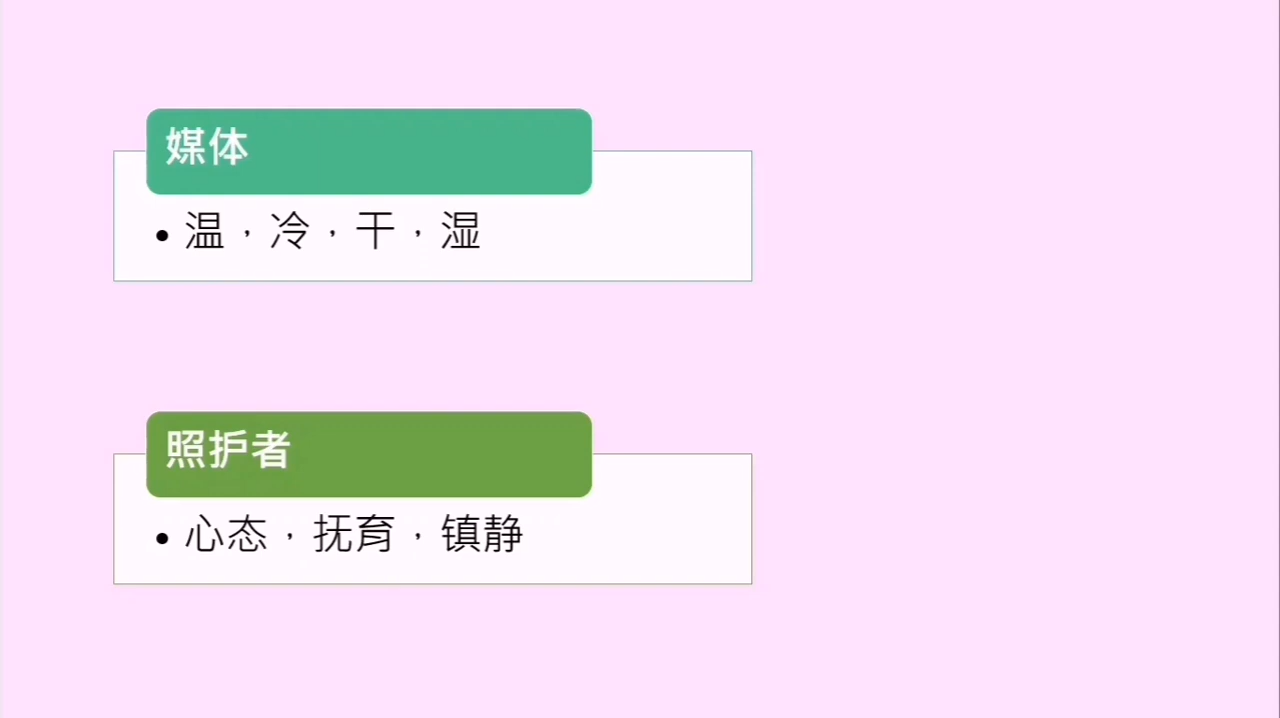 媒体
• 温，冷，干，湿
照护者
• 心态，抚育，镇静